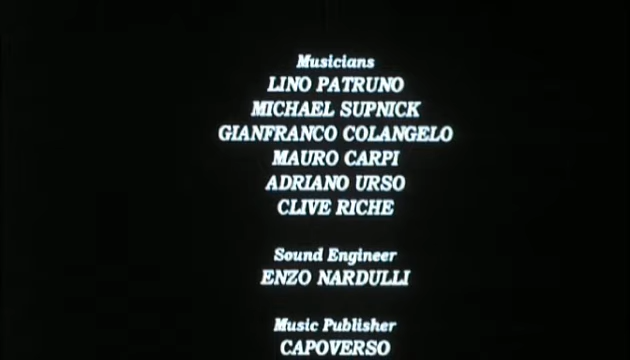 Musicians
LINO PATRUNO
MICHAEL SUPNICK
GIANFRANCO COLANGELO
MAURO CARPI
ADRIANO URSO
CLIVE RICHE
Sound Engineer
ENZO NARDULLI
Music Publisher
CAPOVERSO